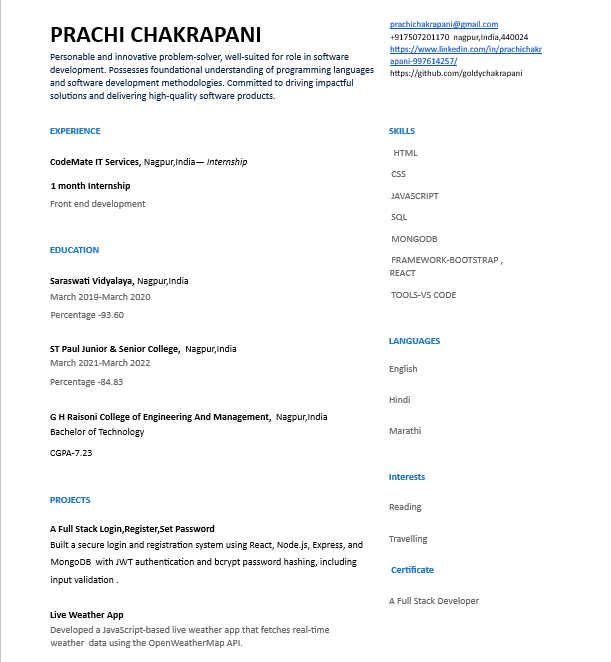 PRACHI CHAKRAPANI
Personable and innovative problem-solver, well-suited for role in software
development. Possesses foundational understanding of programming languages
and software development methodologies. Committed to driving impactful
solutions and delivering high-quality software products.
prachichakrapani@gmail.com
+917507201170  nagpur,India,440024
https://www.linkedin.com/in/prachichakr
apani-997614257/
https://github.com/goldychakrapani
EXPERIENCE
CodeMate IT Services, Nagpur,India— Internship
1 month Internship
Front end development
EDUCATION
Saraswati Vidyalaya, Nagpur,India
March 2019-March 2020
Percentage -93.60
ST Paul Junior & Senior College,  Nagpur,India
March 2021-March 2022
Percentage -84.83
G H Raisoni College of Engineering And Management,  Nagpur,India
Bachelor of Technology
CGPA-7.23
PROJECTS
A Full Stack Login,Register,Set Password
Built a secure login and registration system using React, Node.js, Express, and
MongoDB  with JWT authentication and bcrypt password hashing, including
input validation .
Live Weather App
Developed a JavaScript-based live weather app that fetches real-time
weather  data using the OpenWeatherMap API.
SKILLS
HTML
CSS
JAVASCRIPT
SQL
MONGODB
FRAMEWORK-BOOTSTRAP ,
REACT
TOOLS-VS CODE
LANGUAGES
English
Hindi
Marathi
Interests
Reading
Travelling
Certificate
A Full Stack Developer